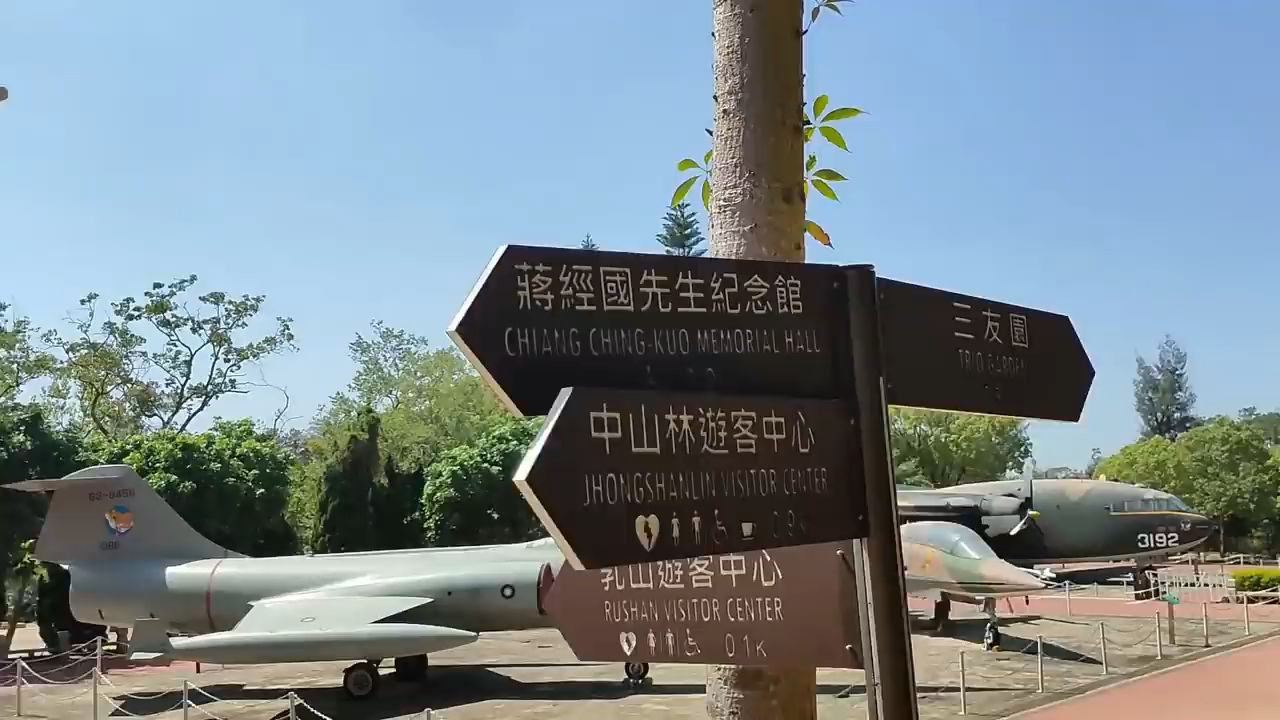 蔣經國先生紀念館
CHIANG CHING-KUO MEMORIAL HALL
三友園
TRIO GARDEN
中山林遊客中心
JHONGSHANLIN VISITOR CENTER
乳山遊客中心
RUSHAN VISITOR CENTER
0.1K
3192